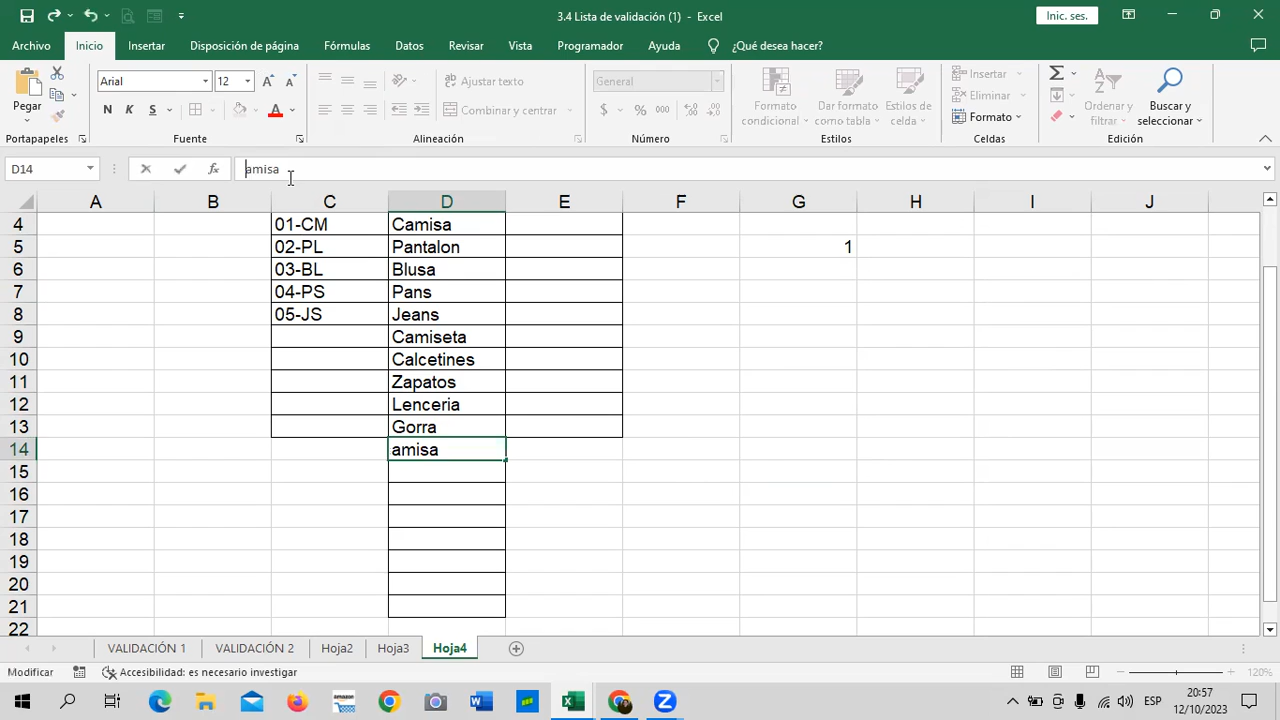 3.4 Lista de validación (1) - Excel
Inic. ses.
Archivo Inicio Insertar Disposición de página Fórmulas Datos Revisar Vista Programador Ayuda ¿Qué desea hacer?
Pegar
Arial 12
N K S
Ajustar texto
Combinar y centrar
General
$ % 000
Formato condicional
Dar formato como tabla
Estilos de celda
Insertar
Eliminar
Formato
Ordenar y filtrar
Buscar y seleccionar
Portapapeles Fuente Alineación Número Estilos Celdas Edición
D14 fx amisa
A B C D E F G H I J
4 01-CM Camisa
5 02-PL Pantalon 1
6 03-BL Blusa
7 04-PS Pans
8 05-JS Jeans
9 Camiseta
10 Calcetines
11 Zapatos
12 Lenceria
13 Gorra
14 amisa
15
16
17
18
19
20
21
22
VALIDACIÓN 1 VALIDACIÓN 2 Hoja2 Hoja3 Hoja4
Modificar Accesibilidad: es necesario investigar 120%
ESP 20:57
12/10/2023